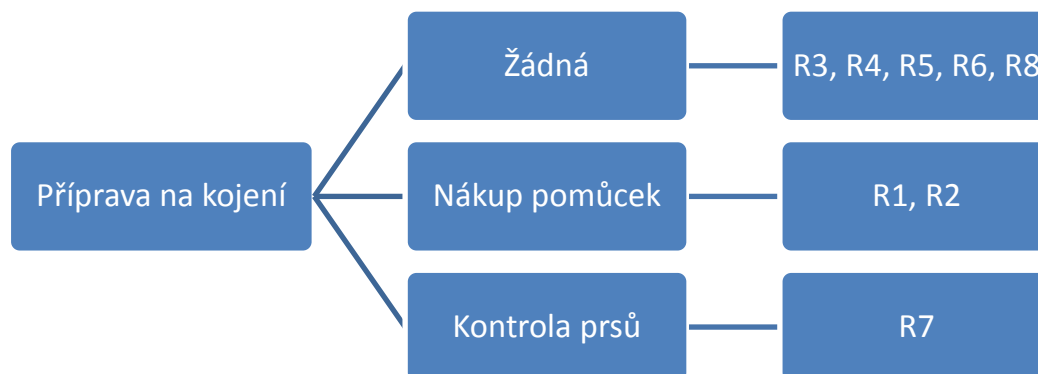 Žádná
R3, R4, R5, R6, R8
Příprava na kojení
Nákup pomůcek
R1, R2
Kontrola prsů
R7